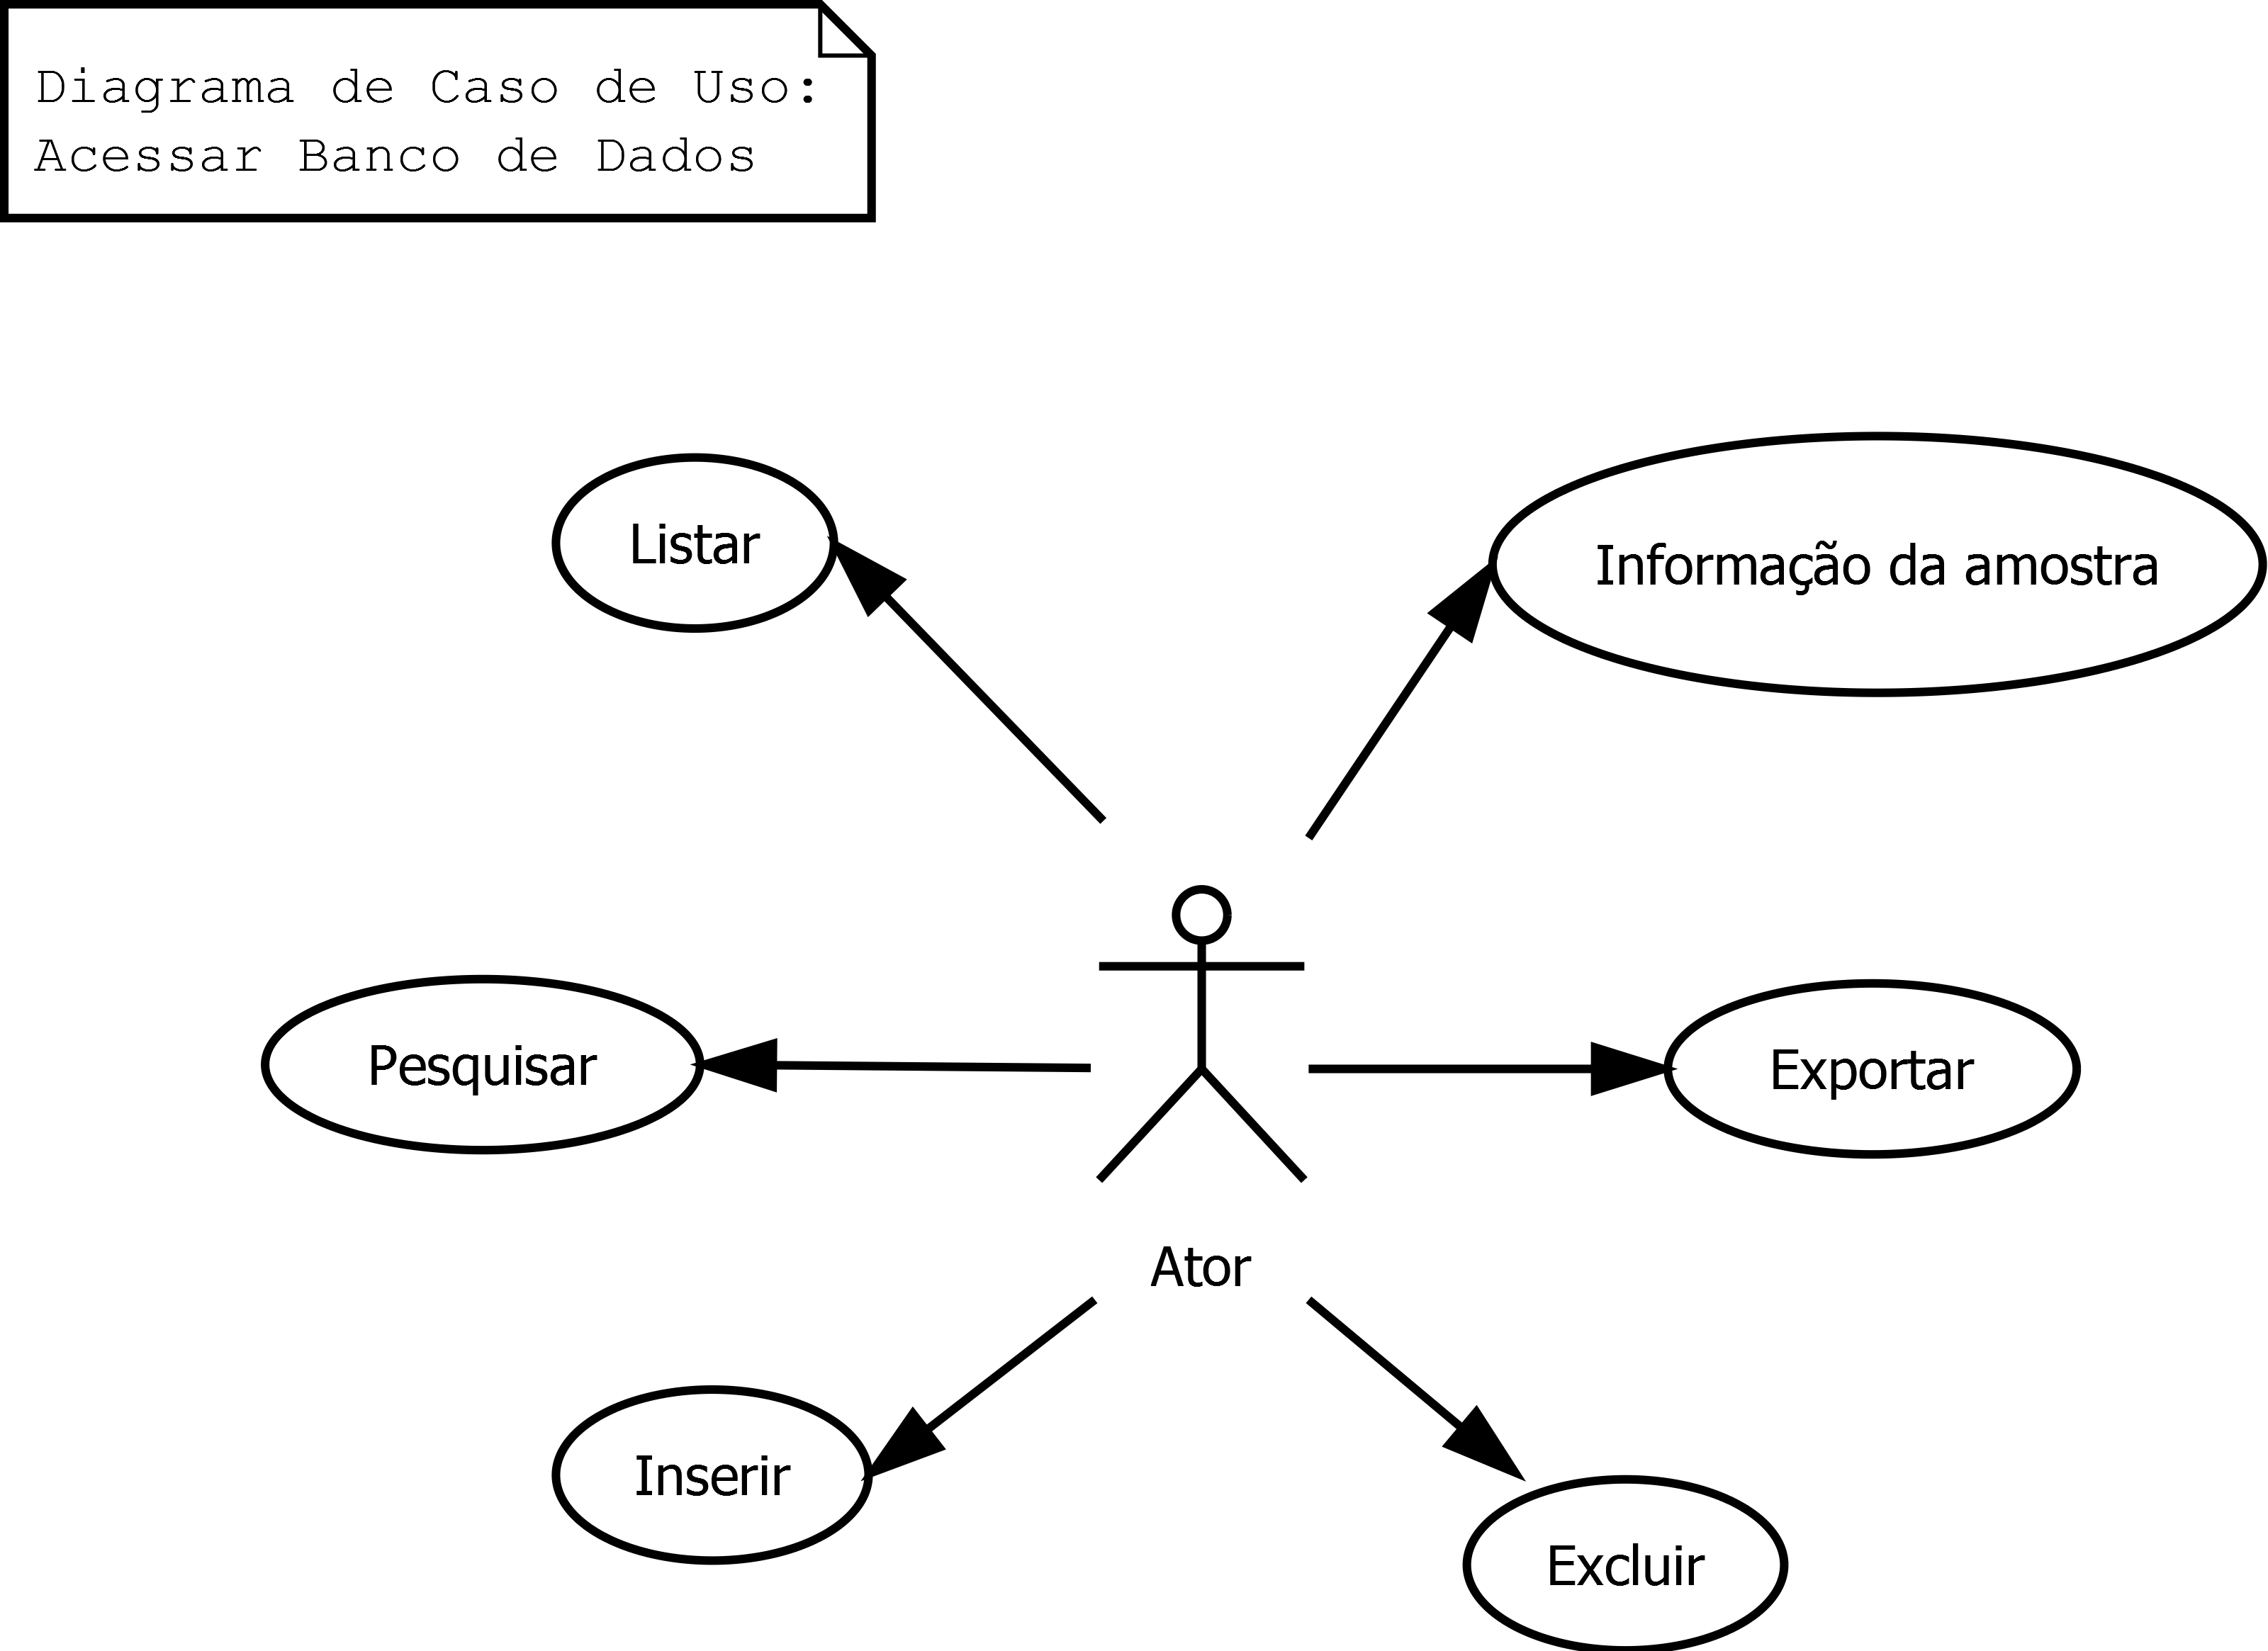 Diagrama de Caso de Uso:
Acessar Banco de Dados
Listar
Informação da amostra
Pesquisar
Exportar
Ator
Inserir
Excluir